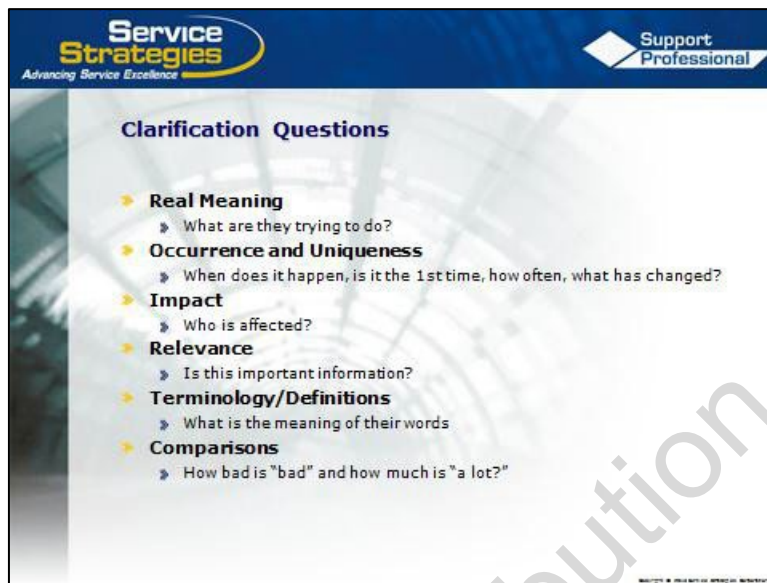 Service
Strategies
Advancing Service Excellence
Support
Professional
Clarification Questions
Real Meaning
What are they trying to do?
Occurrence and Uniqueness
When does it happen, is it the 1st time, how often, what has changed?
Impact
Who is affected?
Relevance
Is this important information?
Terminology/Definitions
What is the meaning of their words
Comparisons
How bad is "bad" and how much is "a lot?"